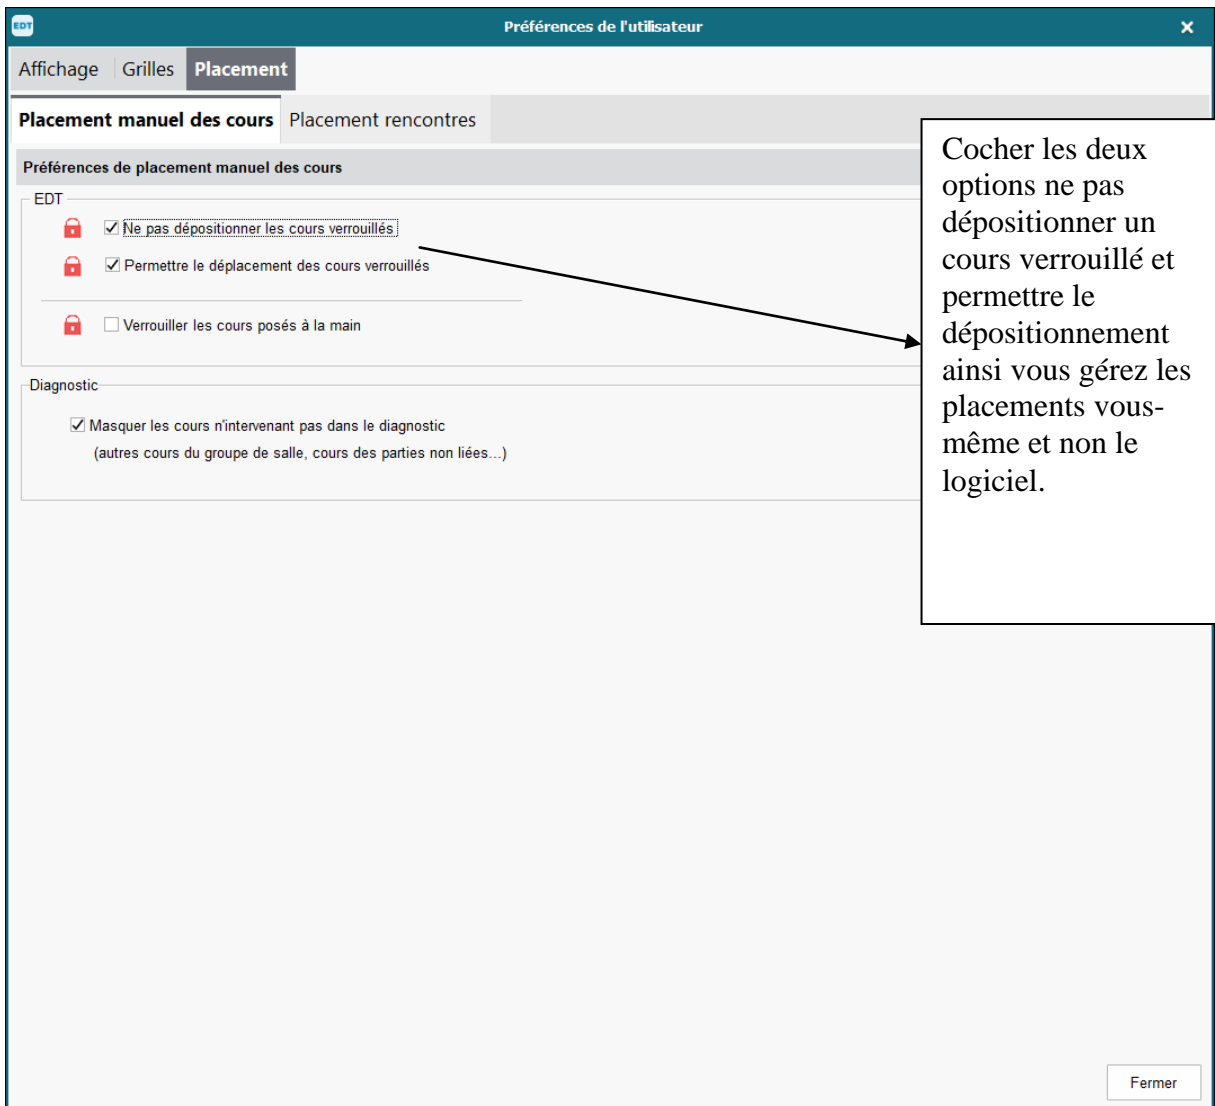 EDT
Préférences de l'utilisateur
Affichage Grilles Placement
Placement manuel des cours Placement rencontres
Préférences de placement manuel des cours
EDT
Ne pas dépositionner les cours verrouillés
Permettre le déplacement des cours verrouillés
Verrouiller les cours posés à la main
Diagnostic
Masquer les cours n'intervenant pas dans le diagnostic
(autres cours du groupe de salle, cours des parties non liées...)
Cocher les deux
options ne pas
dépositionner un
cours verrouillé et
permettre le
dépositionnement
ainsi vous gérez les
placements vous-
même et non le
logiciel.
Fermer